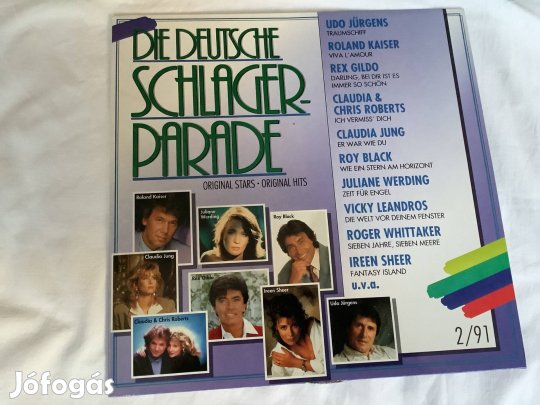 DIE DEUTSCHE
SCHLAGER-
PARADE
ORIGINAL STARS · ORIGINAL HITS
UDO JÜRGENS
TRAUMSCHIFF
ROLAND KAISER
VIVA L'AMOUR
REX GILDO
DARLING, BEI DIR IST ES
IMMER SO SCHÖN
CLAUDIA &
CHRIS ROBERTS
ICH VERMISS' DICH
CLAUDIA JUNG
ER WAR WIE DU
ROY BLACK
WIE EIN STERN AM HORIZONT
JULIANE WERDING
ZEIT FÜR ENGEL
VICKY LEANDROS
DIE WELT VOR DEINEM FENSTER
ROGER WHITTAKER
SIEBEN JAHRE, SIEBEN MEERE
IREEN SHEER
FANTASY ISLAND
u.v.a.
Roland Kaiser
Juliane
Werding
Roy Black
Claudia Jung
Rex Gildo
Ireen Sheer
Udo Jürgens
Claudia & Chris Roberts
2/91
Jófogás